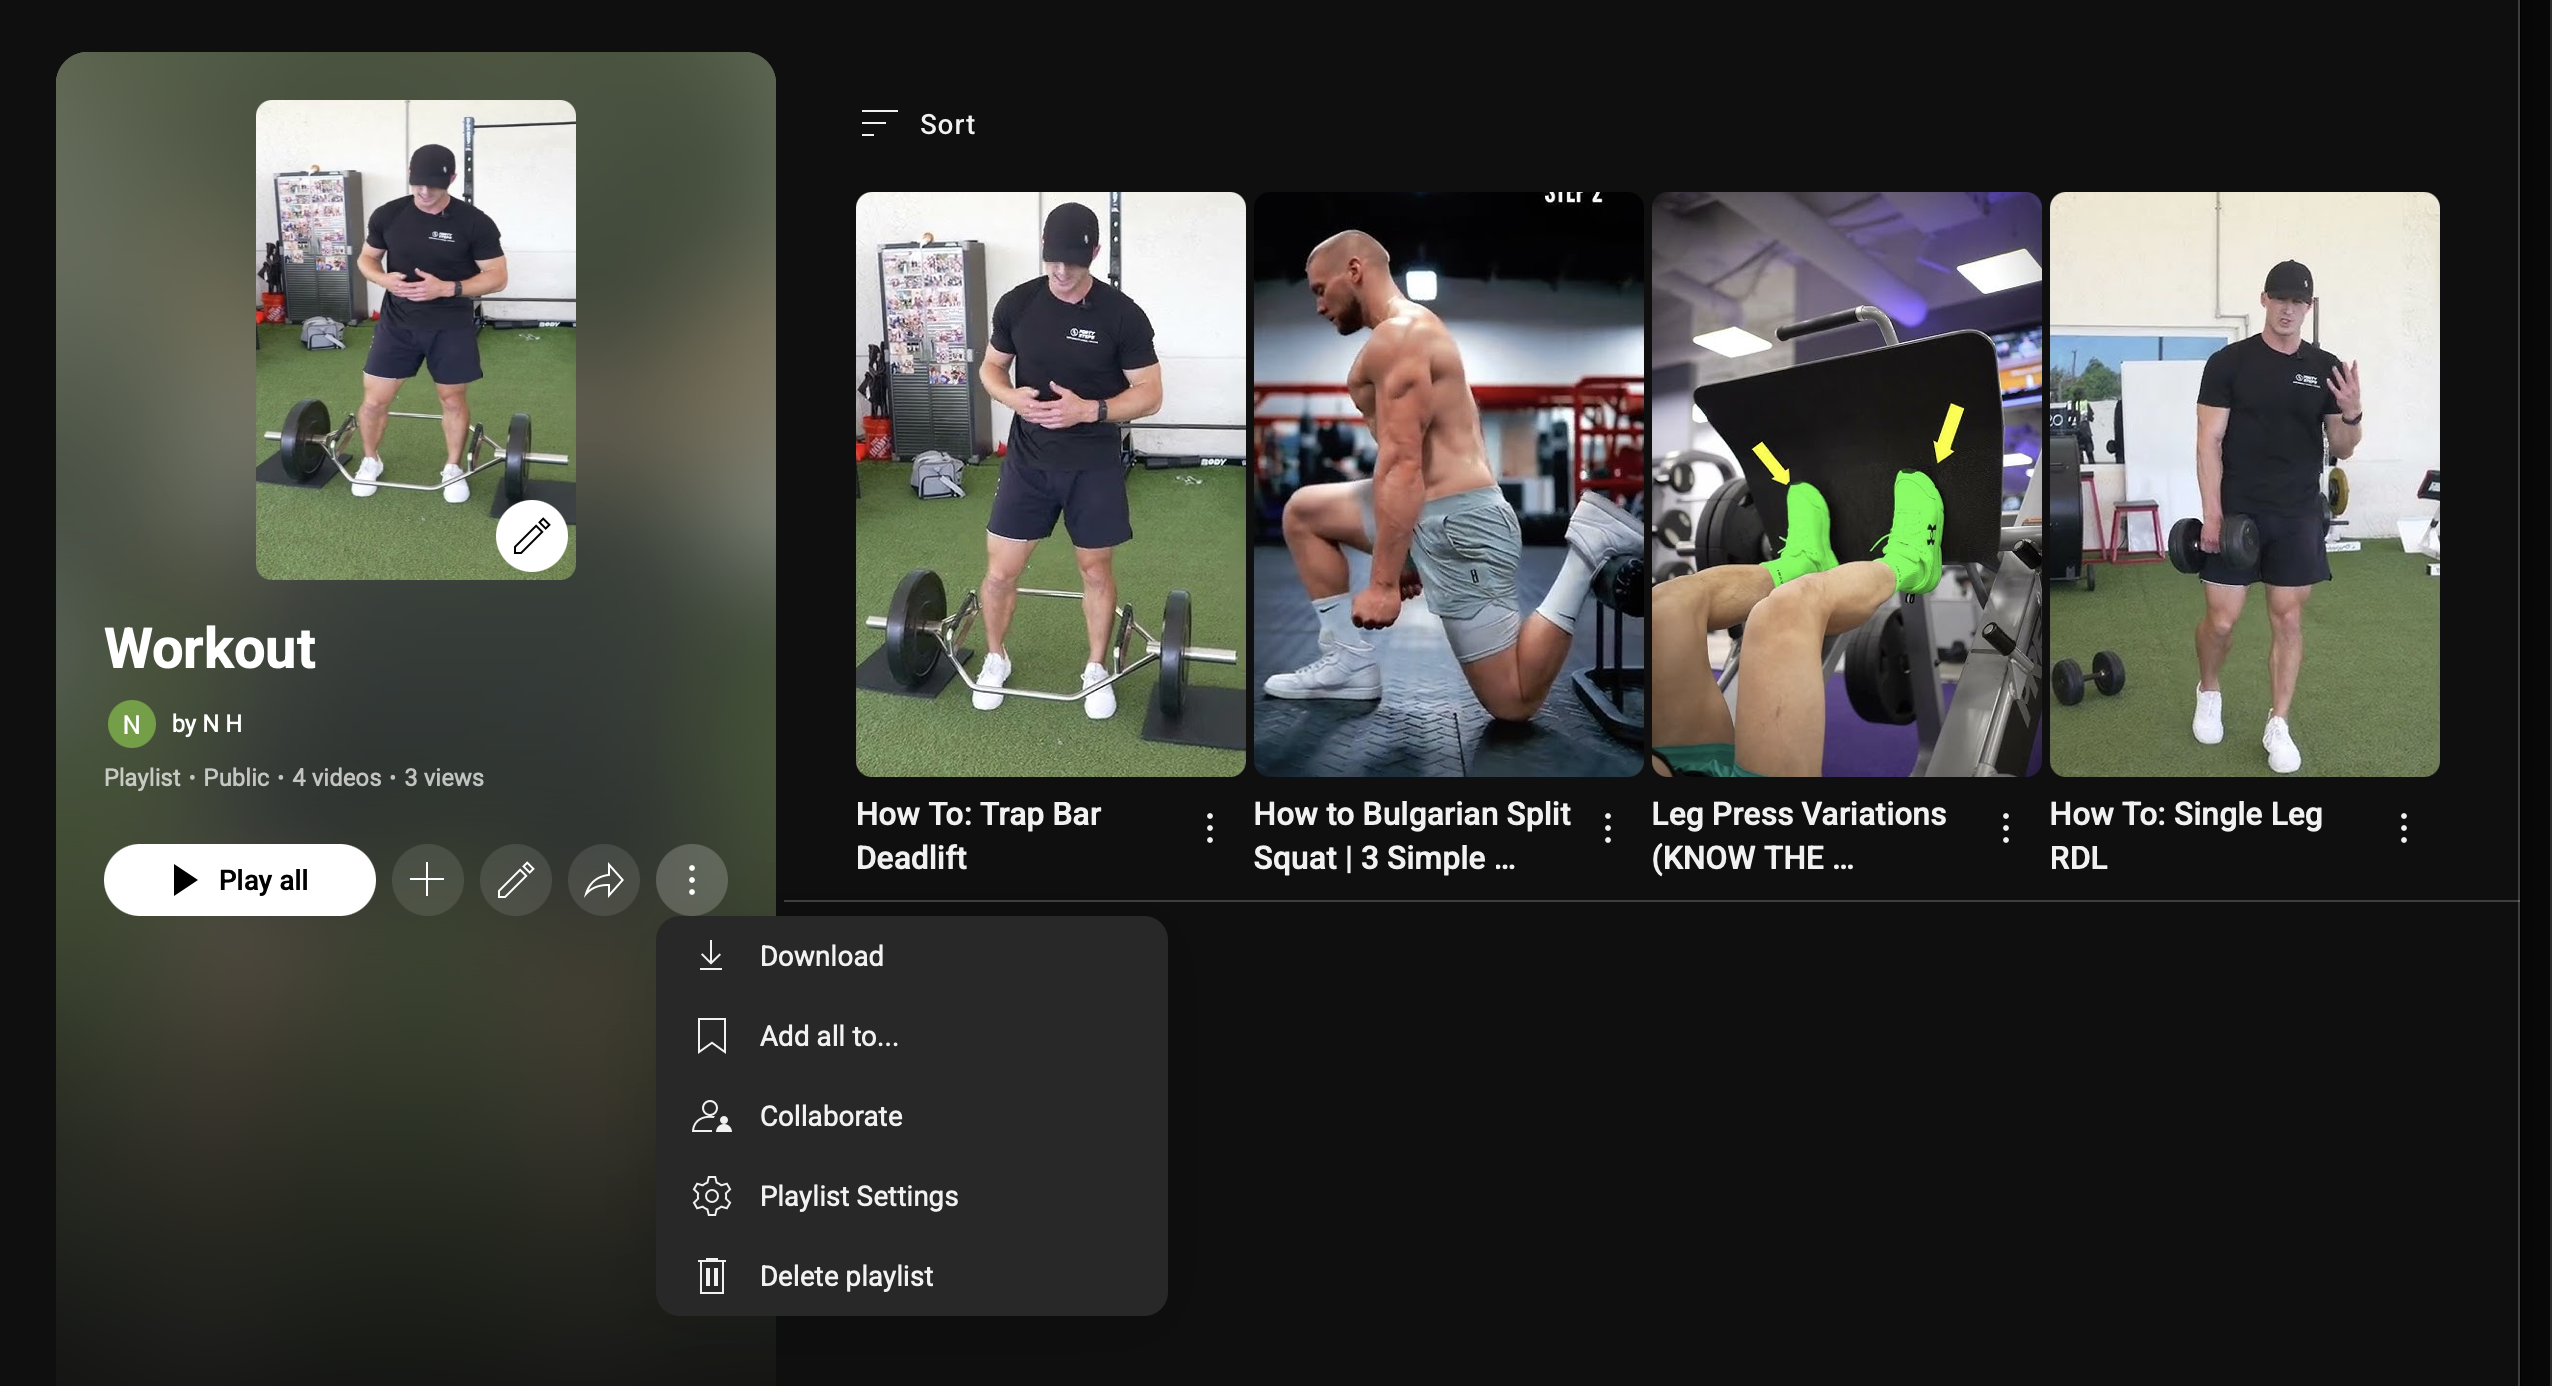 Workout
N
by N H
Playlist • Public • 4 videos • 3 views
Play all
Sort
STEP 2
How To: Trap Bar
Deadlift
How to Bulgarian Split
Squat | 3 Simple ...
Leg Press Variations
(KNOW THE ...
How To: Single Leg
RDL
Download
Add all to...
Collaborate
Playlist Settings
Delete playlist